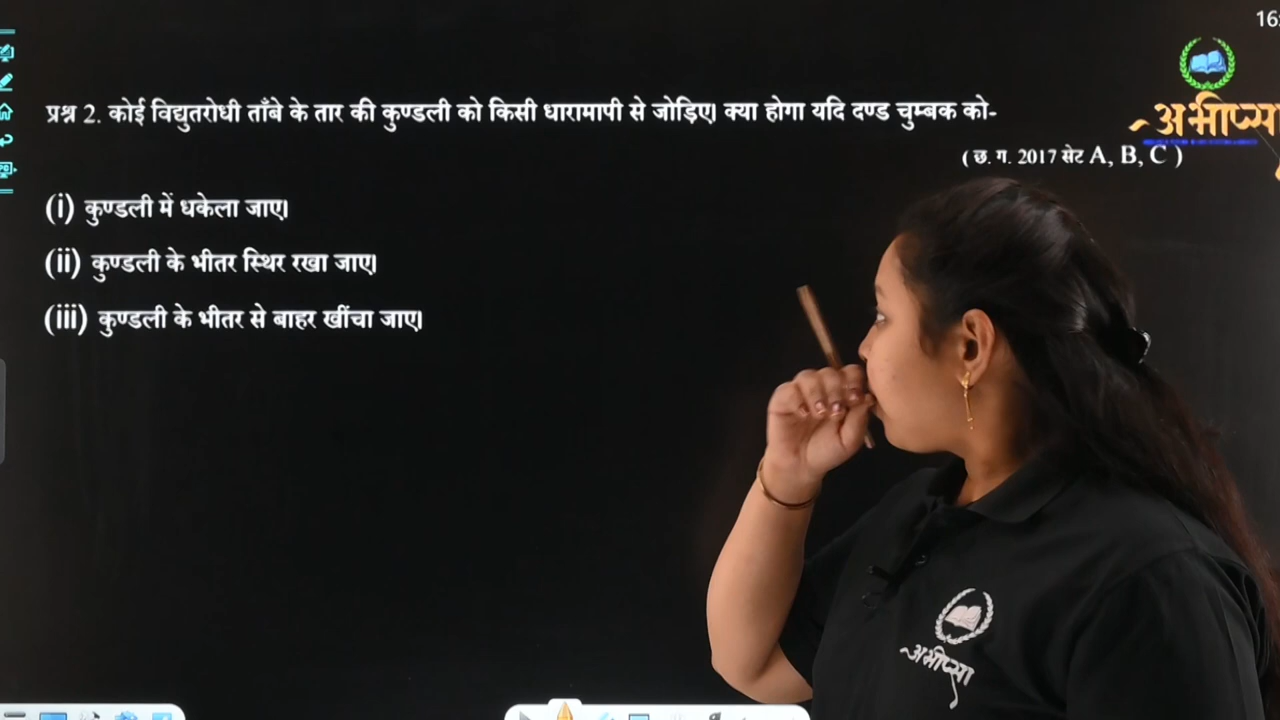 16:
अभीप्सा
प्रश्न 2. कोई विद्युतरोधी ताँबे के तार की कुण्डली को किसी धारामापी से जोड़िए। क्या होगा यदि दण्ड चुम्बक को-
( छ. ग. 2017 सेट A, B, C )
(i) कुण्डली में धकेला जाए।
(ii) कुण्डली के भीतर स्थिर रखा जाए।
(iii) कुण्डली के भीतर से बाहर खींचा जाए।
अभीप्सा